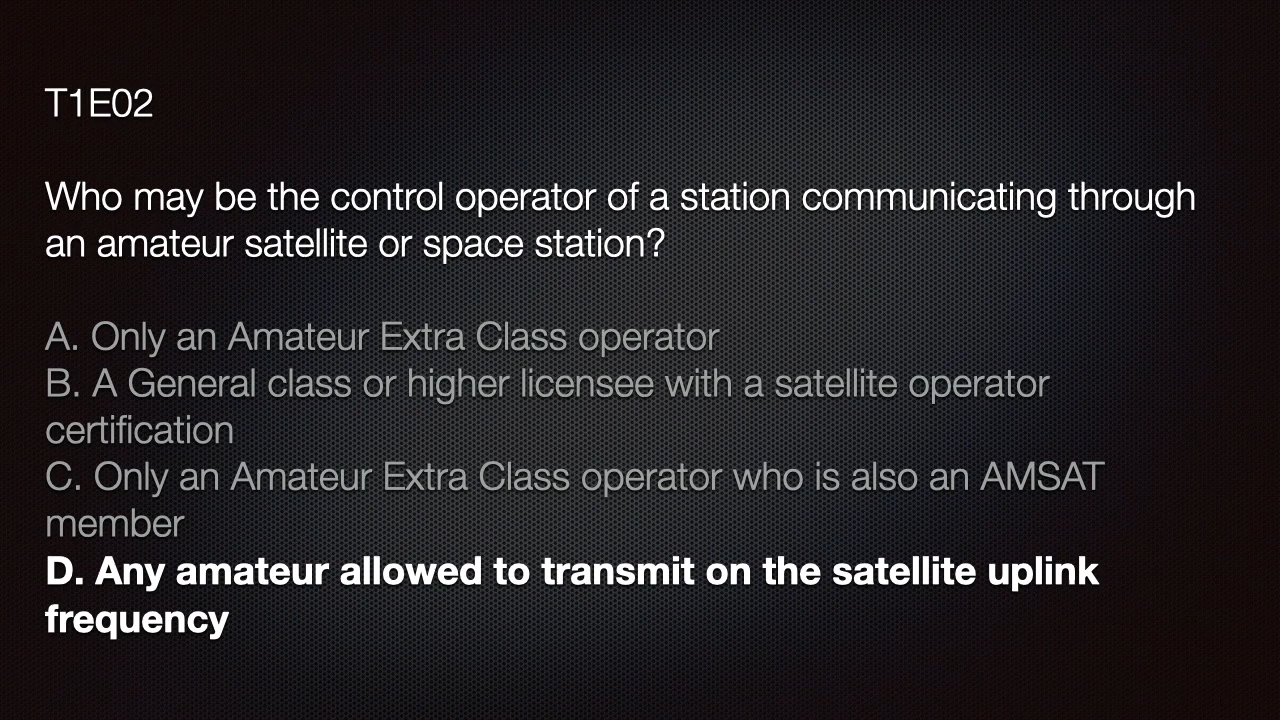 T1E02
Who may be the control operator of a station communicating through
an amateur satellite or space station?
A. Only an Amateur Extra Class operator
B. A General class or higher licensee with a satellite operator
certification
C. Only an Amateur Extra Class operator who is also an AMSAT
member
D. Any amateur allowed to transmit on the satellite uplink
frequency